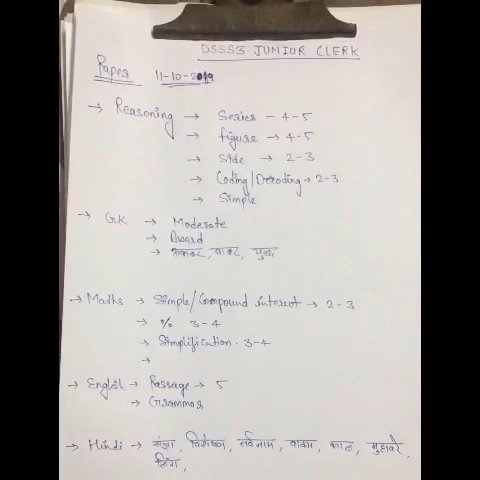 DSSSB JUNIOR CLERK
Paper 11-10-2019
→ Reasoning → Series - 4-5
→ figure → 4-5
→ Side → 2-3
→ Coding/Decoding → 2-3
→ Simple
→ GK → Moderate
→ Award
→ बाबर,
→ Maths → Simple/Compound interest → 2-3
→ % 3-4
→ Simplification. 3-4
→
→ English → Passage → 5
→ Grammar
→ Hindi → संज्ञा, विशेषण, सर्वनाम, वाक्य, काल, मुहावरे,
लिंग,